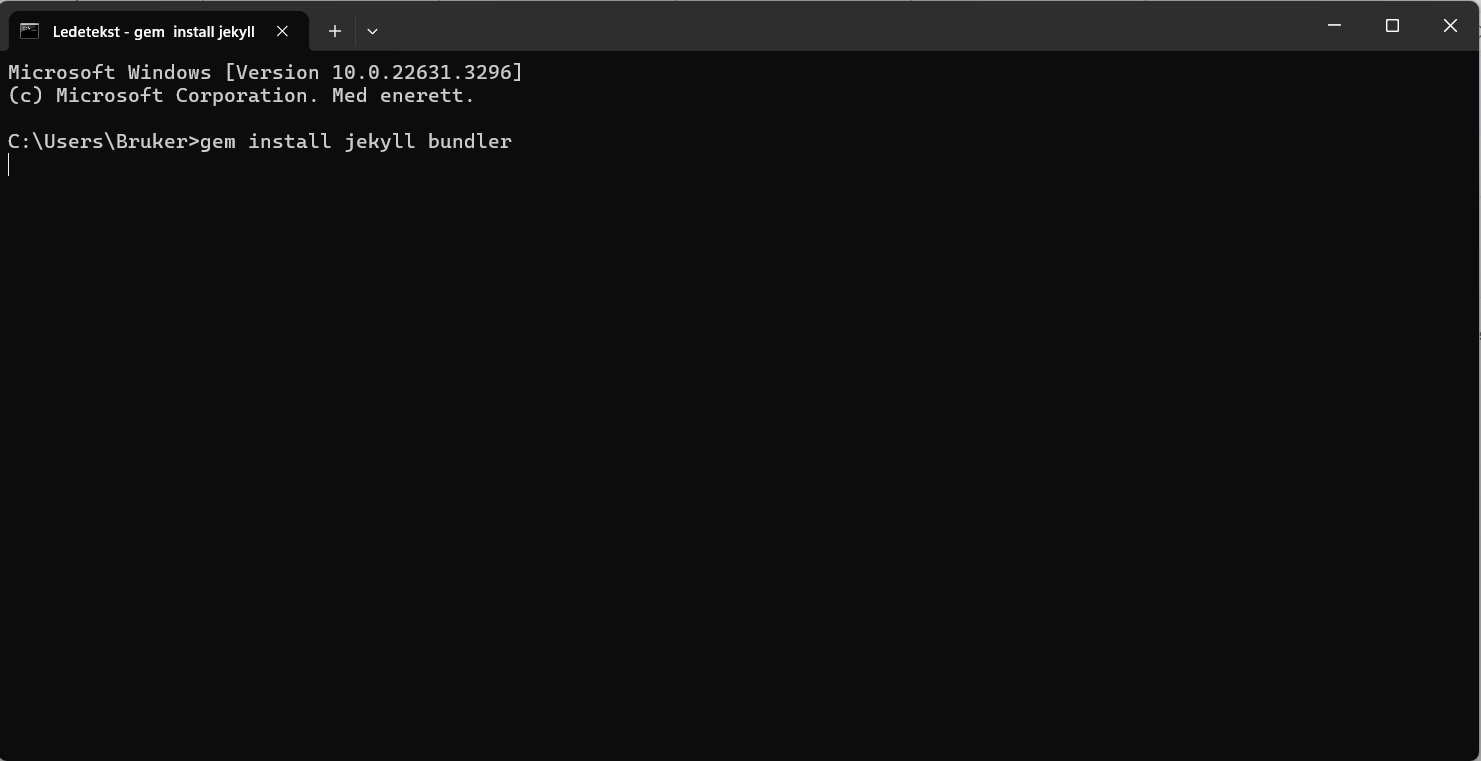 Ledetekst - gem  install jekyll
Microsoft Windows [Version 10.0.22631.3296]
(c) Microsoft Corporation. Med enerett.
C:\Users\Bruker>gem install jekyll bundler